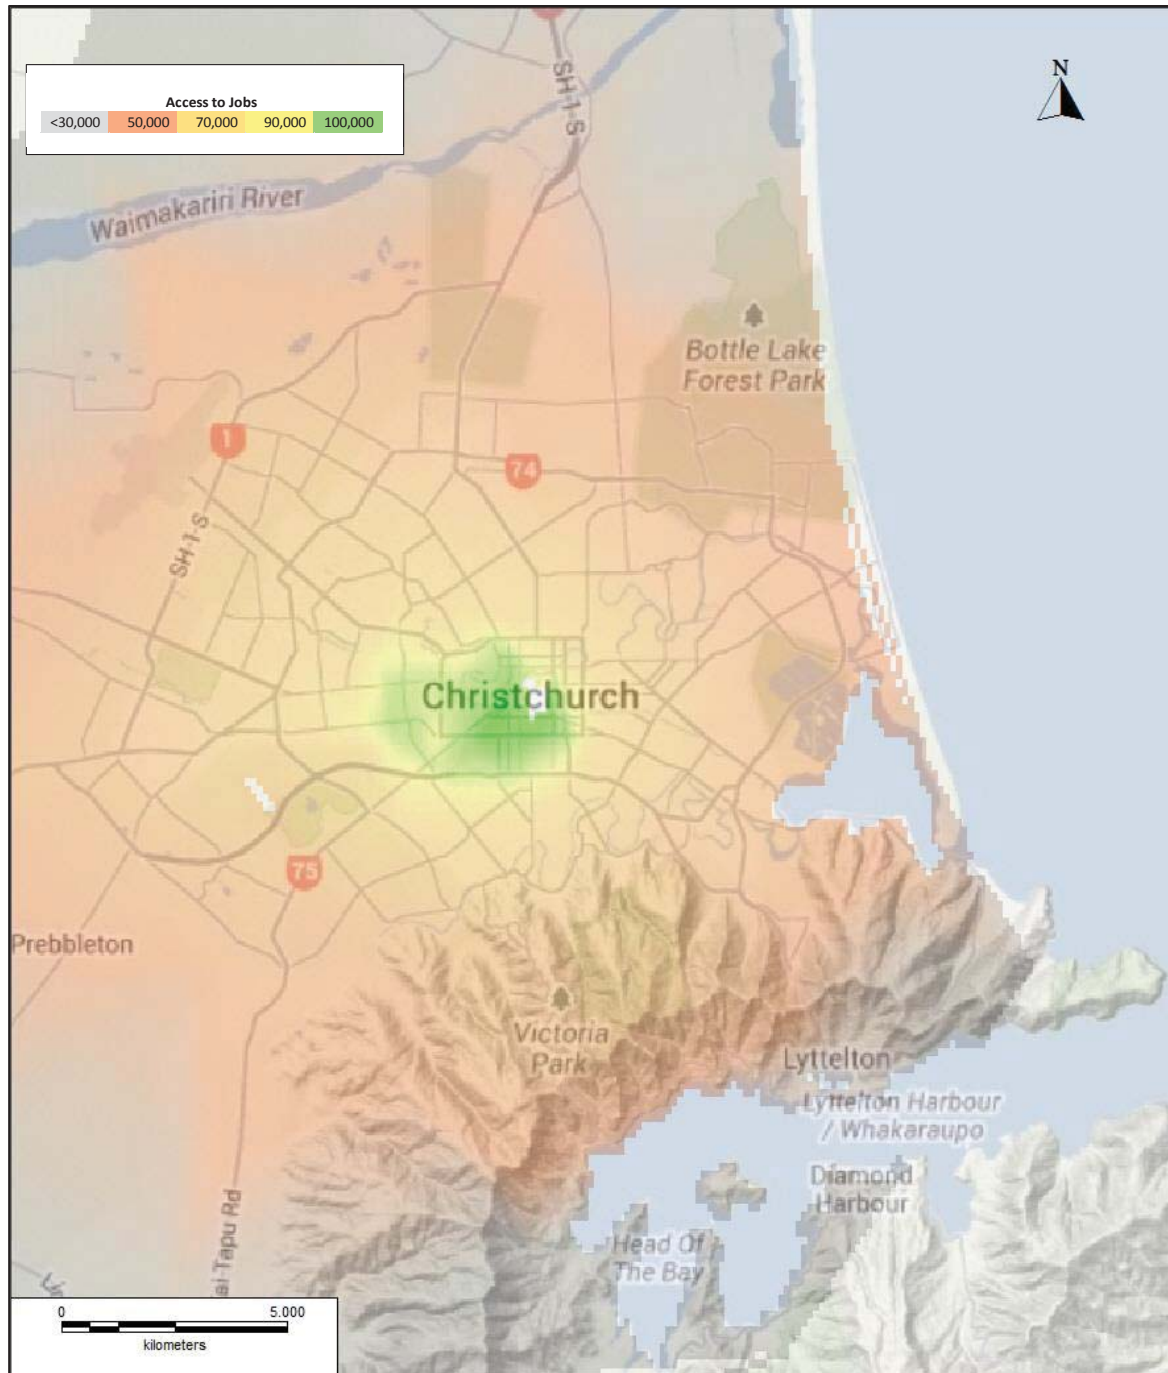 N
SH-1-S
Access to Jobs
<30,000 50,000 70,000 90,000 100,000
Waimakariri River
Bottle Lake
Forest Park
1
74
SH-1-S
Christchurch
75
Prebbleton
Victoria
Park
Lyttelton
Lyttelton Harbour
/ Whakaraupo
Diamond
Harbour
Head Of
The Bay
ai Tapu Rd
0 5.000
kilometers